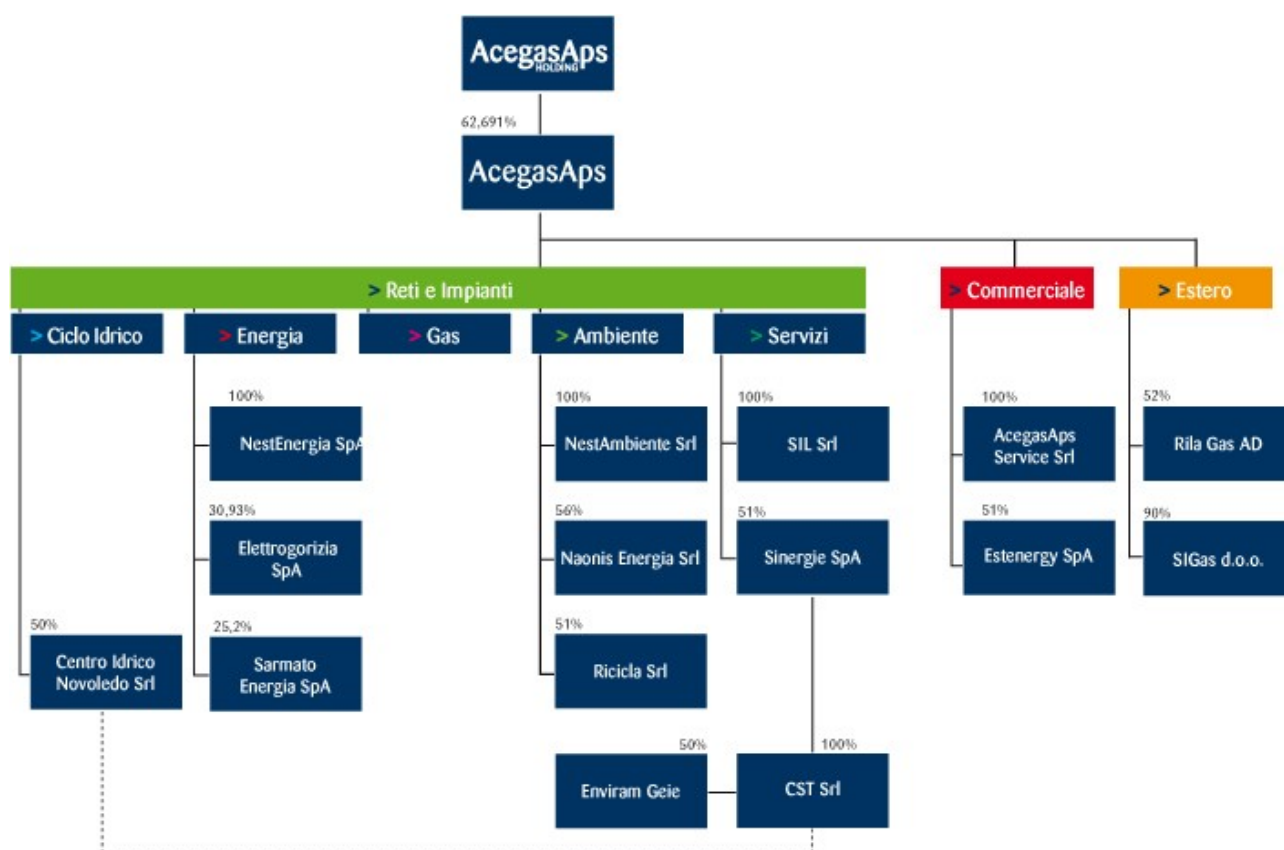 AcegasAps
HOLDING
62,691%
AcegasAps
> Reti e Impianti
> Commerciale
> Estero
> Ciclo Idrico
> Energia
> Gas
> Ambiente
> Servizi
100%
NestEnergia SpA
100%
NestAmbiente Srl
100%
SIL Srl
100%
AcegasAps
Service Srl
52%
Rila Gas AD
30,93%
Elettrogorizia
SpA
56%
Naonis Energia Srl
51%
Sinergie SpA
51%
Estenergy SpA
90%
SIGas d.o.o.
50%
Centro Idrico
Novoledo Srl
25,2%
Sarmato
Energia SpA
51%
Ricicla Srl
50%
Enviram Geie
100%
CST Srl